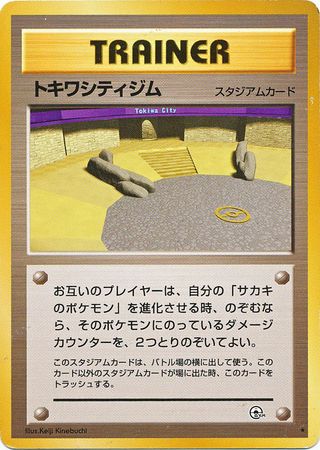 TRAINER
トキワシティジム スタジアムカード
Tokiwa City
お互いのプレイヤーは、自分の「サカキ
のポケモン」を進化させる時、のぞむな
ら、そのポケモンにのっているダメージ
カウンターを、2つとりのぞいてよい。
このスタジアムカードは、バトル場の横に出して使う。この
カード以外のスタジアムカードが場に出た時、このカードを
トラッシュする。
Illus.Keiji Kinebuchi